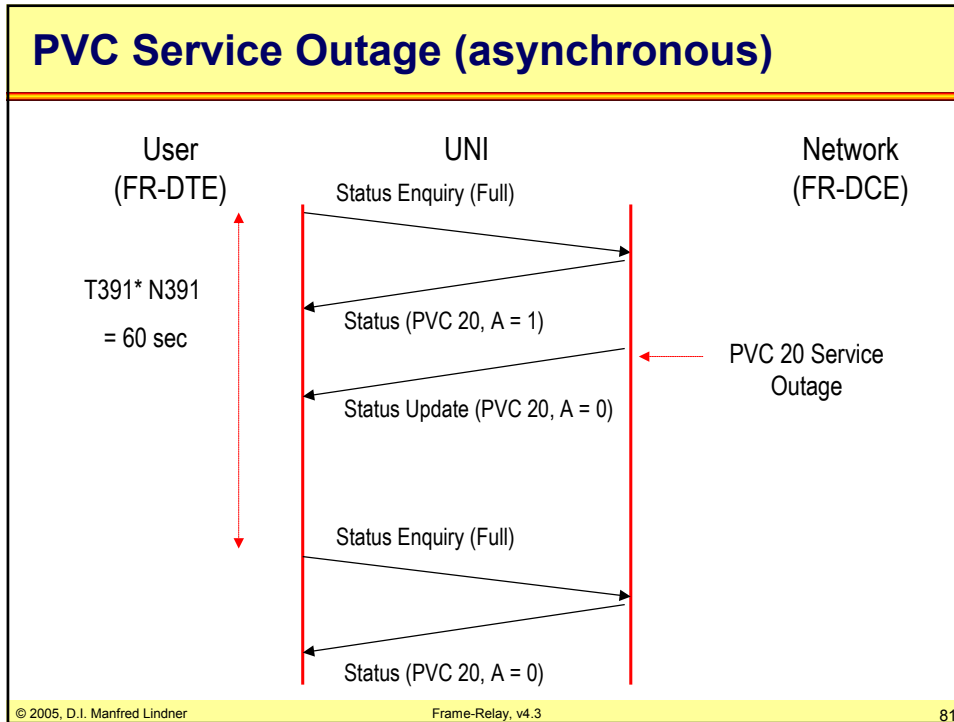 PVC Service Outage (asynchronous)
User
(FR-DTE)
UNI
Network
(FR-DCE)
Status Enquiry (Full)
T391* N391
= 60 sec
Status (PVC 20, A = 1)
PVC 20 Service
Outage
Status Update (PVC 20, A = 0)
Status Enquiry (Full)
Status (PVC 20, A = 0)
© 2005, D.I. Manfred Lindner
Frame-Relay, v4.3
81